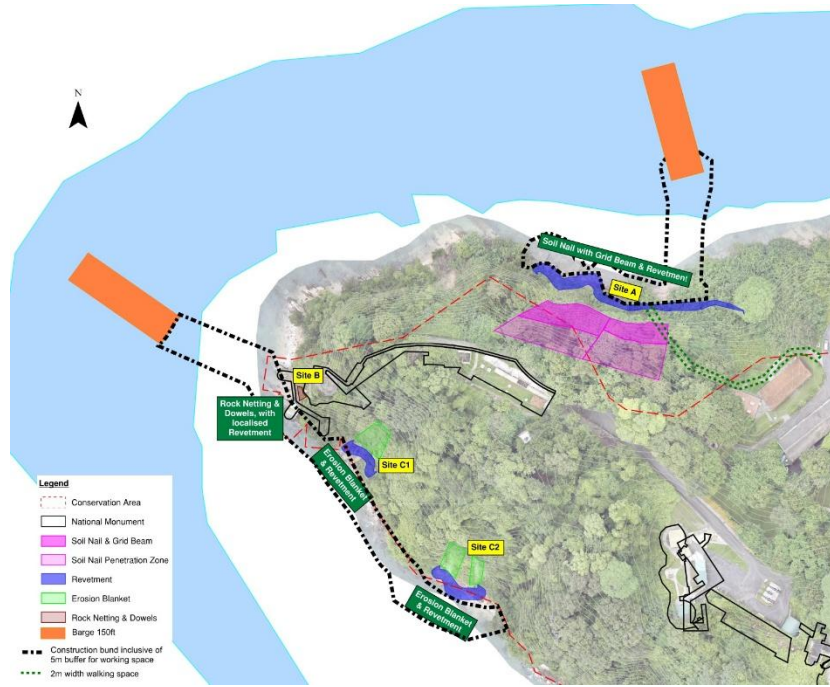 N
Soil Nail with Grid Beam & Revetment
Site A
Site B
Rock Netting &
Dowels, with
localised
Revetment
Site C1
Erosion Blanket
& Revetment
Site C2
Erosion Blanket
& Revetment
Legend
Conservation Area
National Monument
Soil Nail & Grid Beam
Soil Nail Penetration Zone
Revetment
Erosion Blanket
Rock Netting & Dowels
Barge 150ft
Construction bund inclusive of
5m buffer for working space
2m width walking space